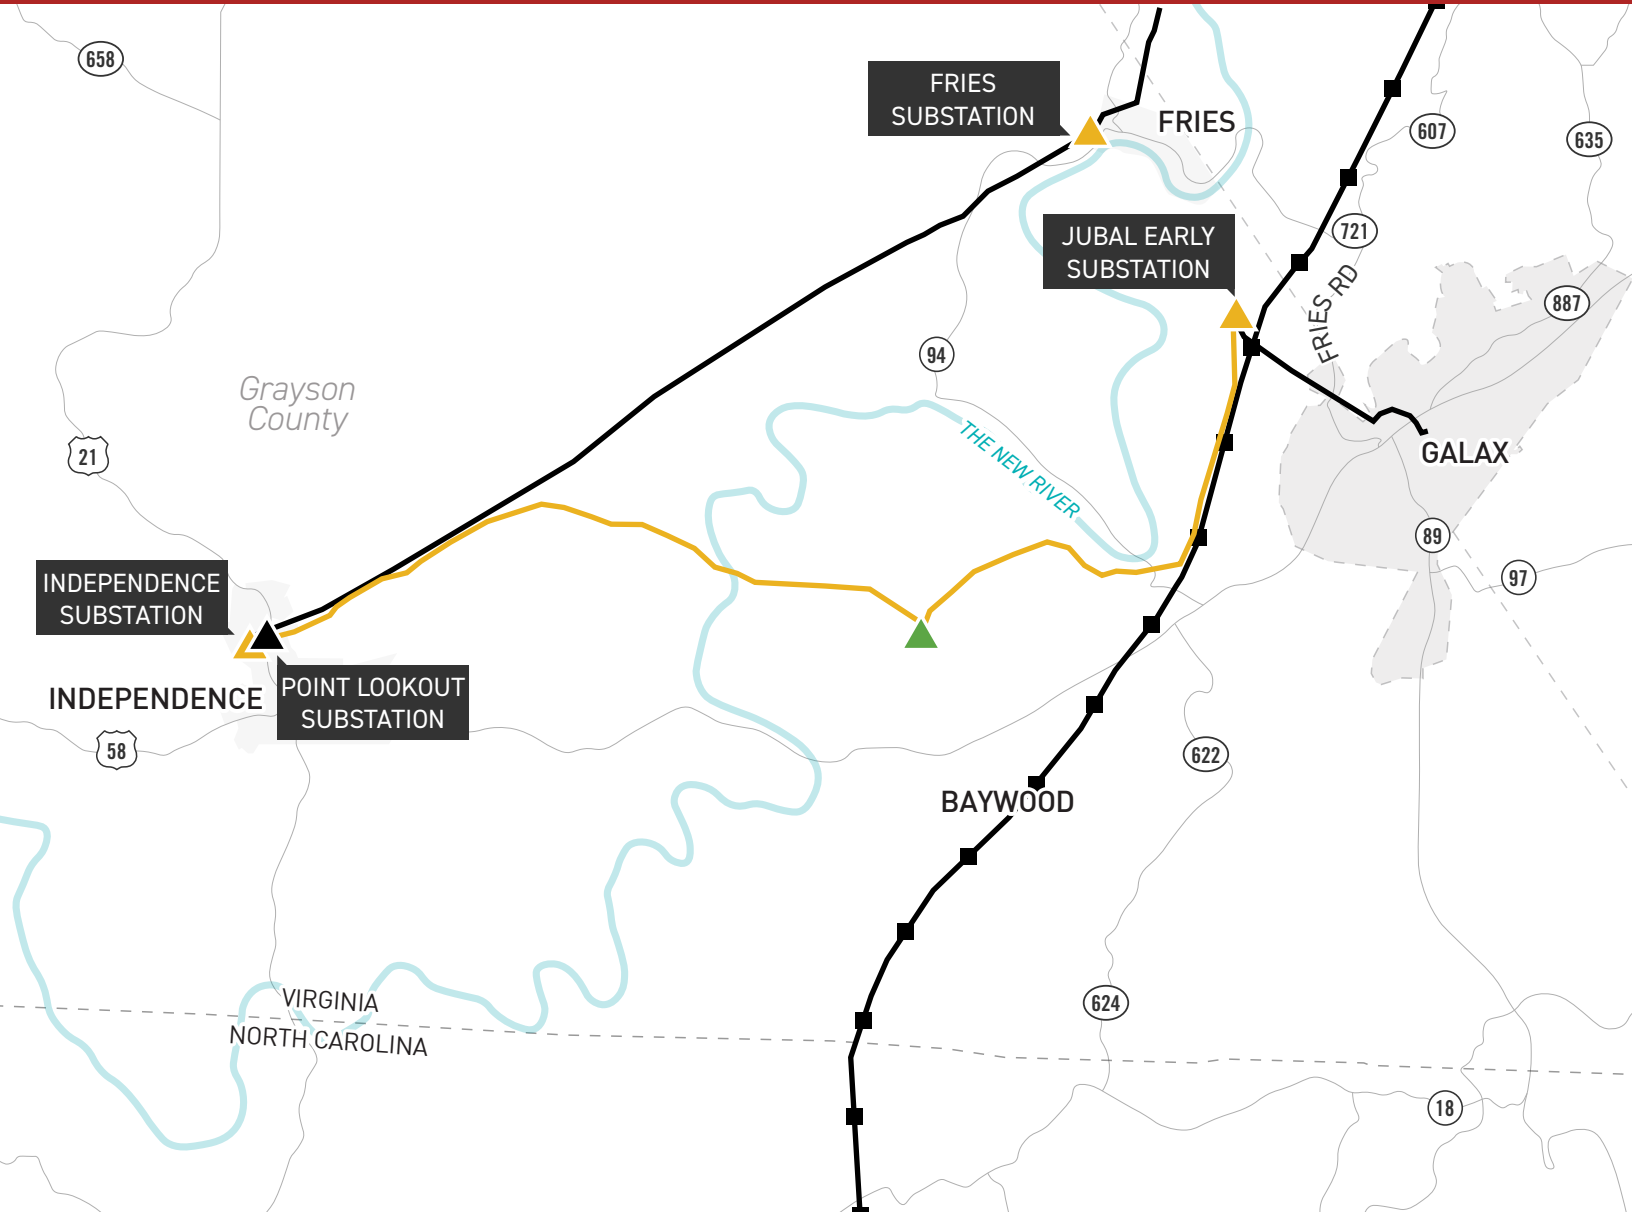 658
FRIES
SUBSTATION
FRIES
607
635
JUBAL EARLY
SUBSTATION
721
FRIES RD
887
94
Grayson
County
21
THE NEW RIVER
GALAX
89
97
INDEPENDENCE
SUBSTATION
INDEPENDENCE
POINT LOOKOUT
SUBSTATION
58
622
BAYWOOD
VIRGINIA
NORTH CAROLINA
624
18